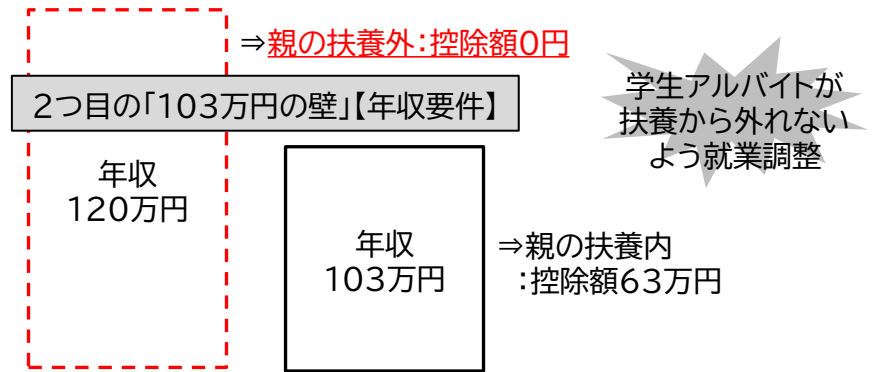 ⇒親の扶養外：控除額0円
2つ目の「103万円の壁」【年収要件】
学生アルバイトが
扶養から外れない
よう就業調整
年収
120万円
年収
103万円
⇒親の扶養内
：控除額63万円